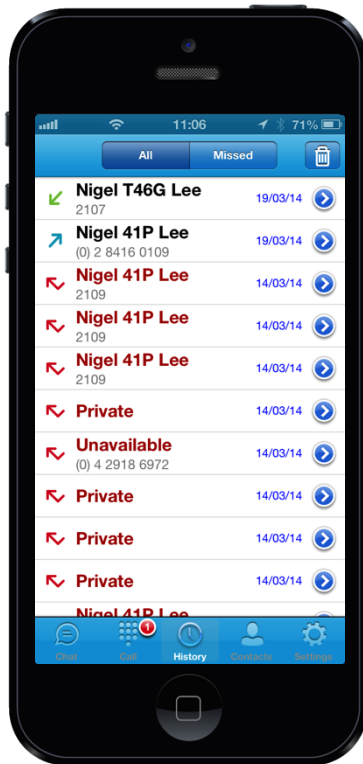 11:06
71%
All
Missed
Nigel T46G Lee
19/03/14
2107
Nigel 41P Lee
19/03/14
(0) 2 8416 0109
Nigel 41P Lee
14/03/14
2109
Nigel 41P Lee
14/03/14
2109
Nigel 41P Lee
14/03/14
2109
Private
14/03/14
Unavailable
14/03/14
(0) 4 2918 6972
Private
14/03/14
Private
14/03/14
Private
14/03/14
Nigel 41P Lee
1
Chat
Call
History
Contacts
Settings